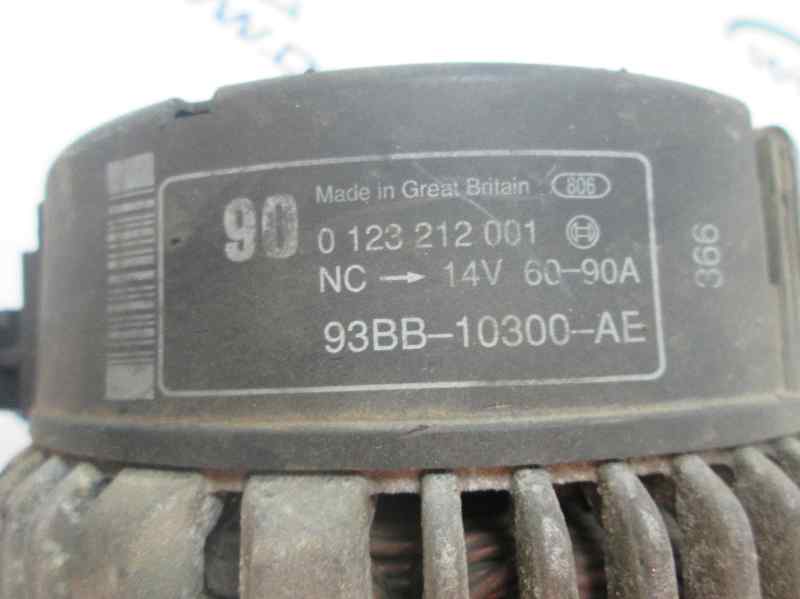 90
Made in Great Britain 806
0 123 212 001
NC → 14V 60-90A
93BB-10300-AE
366